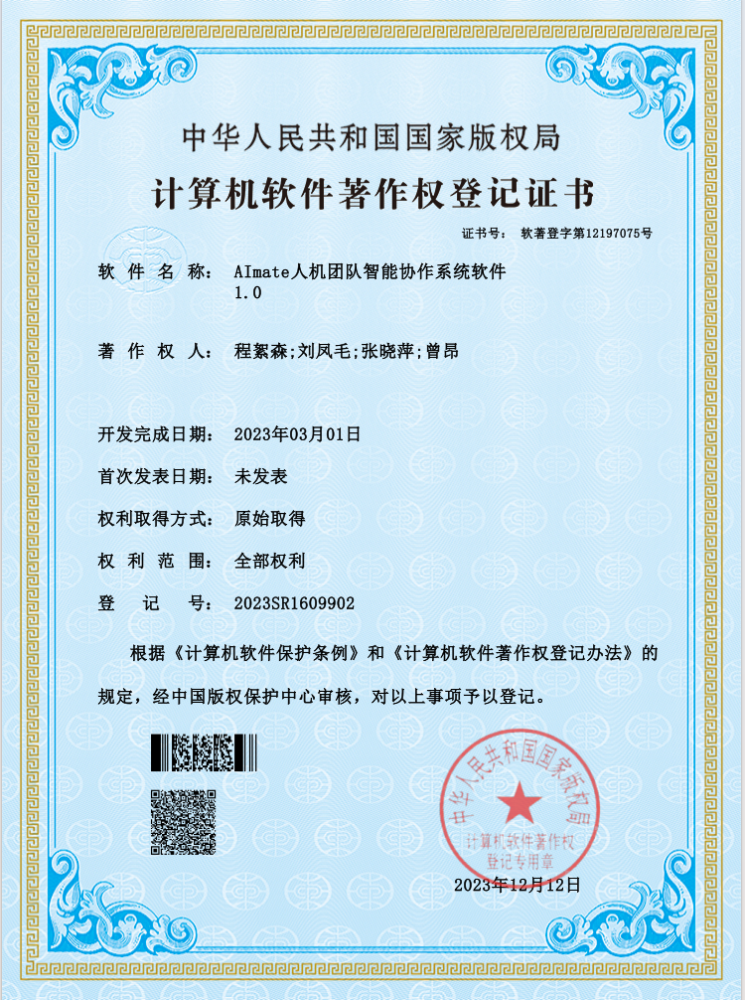 中华人民共和国国家版权局
计算机软件著作权登记证书
证书号： 软著登字第12197075号
软件名称： AImate人机团队智能协作系统软件
1.0
著作权人： 程絮森;刘凤毛;张晓萍;曾昂
开发完成日期： 2023年03月01日
首次发表日期： 未发表
权利取得方式： 原始取得
权利范围： 全部权利
登记号： 2023SR1609902
根据《计算机软件保护条例》和《计算机软件著作权登记办法》的
规定，经中国版权保护中心审核，对以上事项予以登记。
中华人民共和国国家版权局
计算机软件著作权
登记专用章
2023年12月12日